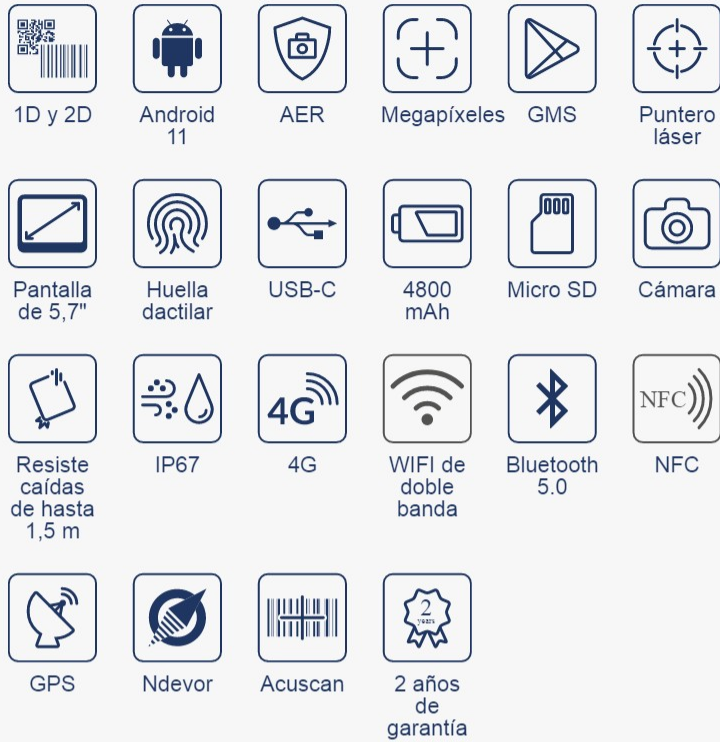 1D y 2D
Android
11
AER
Megapíxeles
GMS
Puntero
láser
Pantalla
de 5,7"
Huella
dactilar
USB-C
4800
mAh
Micro SD
Cámara
4G
NFC
Resiste
caídas
de hasta
1,5 m
IP67
4G
WIFI de
doble
banda
Bluetooth
5.0
NFC
2
years
GPS
Ndevor
Acuscan
2 años
de
garantía